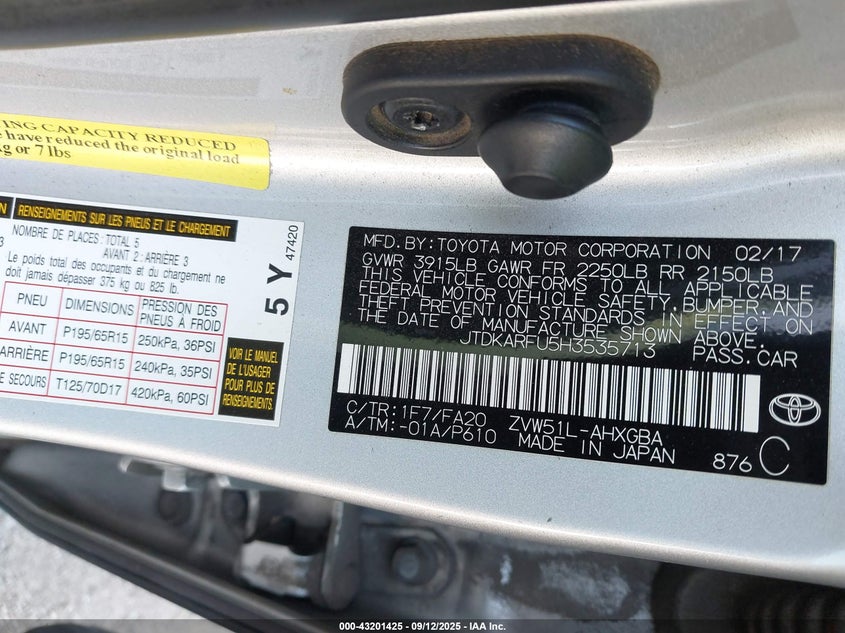 ING CAPACITY REDUCED
have reduced the original load
kg or 7 lbs
RENSEIGNEMENTS SUR LES PNEUS ET LE CHARGEMENT
NOMBRE DE PLACES: TOTAL 5
AVANT 2 ARRIÈRE 3
Le poids total des occupants et du chargement ne
doit jamais dépasser 375 kg ou 825 lb.
PNEU DIMENSIONS PRESSION DES PNEUS À FROID
AVANT P195/65R15 250kPa, 36PSI
ARRIÈRE P195/65R15 240kPa, 35PSI
SECOURS T125/70D17 420kPa, 60PSI
5 Y 47420
VOIR LE MANUEL
DE L'USAGER
POUR PLUS DE
RENSEIGNEMENTS.
MFD.BY:TOYOTA MOTOR CORPORATION 02/17
GVWR 3915LB GAWR FR 2250LB RR 2150LB
THIS VEHICLE CONFORMS TO ALL APPLICABLE
FEDERAL MOTOR VEHICLE SAFETY,BUMPER,AND
THEFT PREVENTION STANDARDS IN EFFECT ON
THE DATE OF MANUFACTURE SHOWN ABOVE.
JTDKARFU5H3535713 PASS.CAR
C/TR:1F7/FA20 ZVW51L-AHXGBA
A/TM:-01A/P610 MADE IN JAPAN
876 C
000-43201425 - 09/12/2025 - IAA Inc.